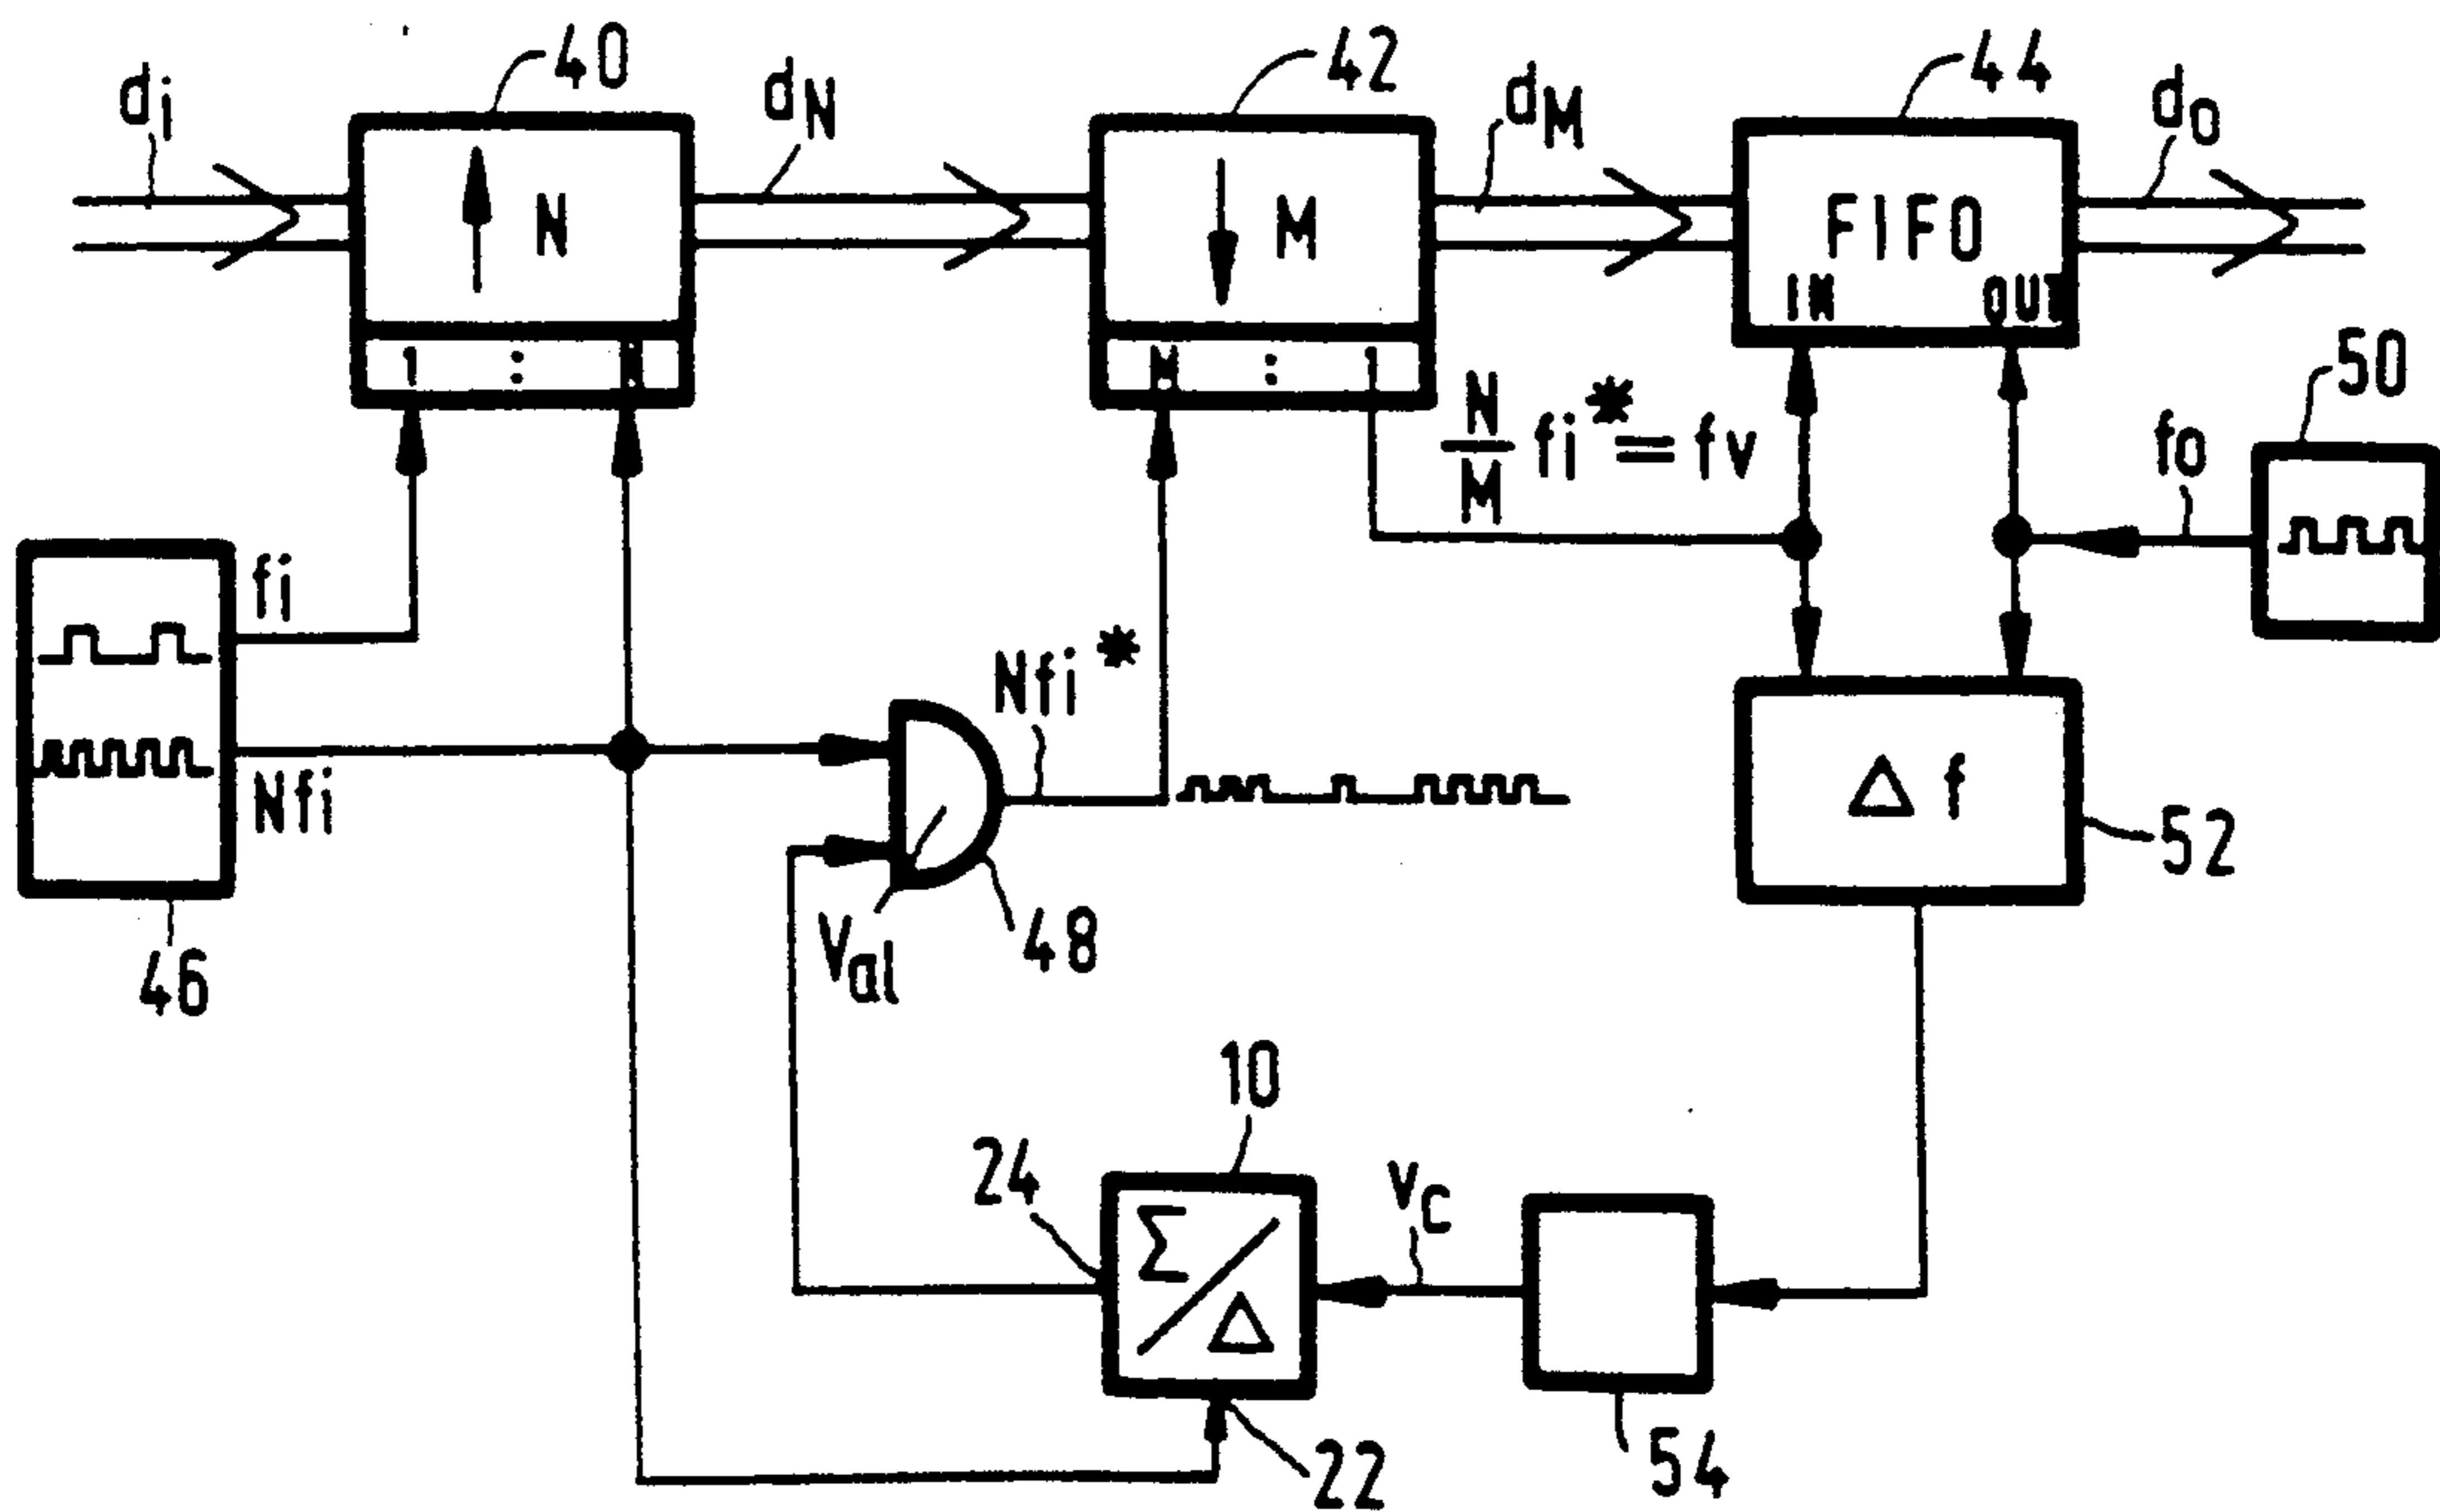 40
42
44
di
dN
dM
do
N
M
FIFO
IN
OUT
1 :
M : 1
50
N/M fi* = fv
fo
fi
Nfi*
Nfi
Δf
52
Val
48
46
10
24
Σ/Δ
vc
22
54